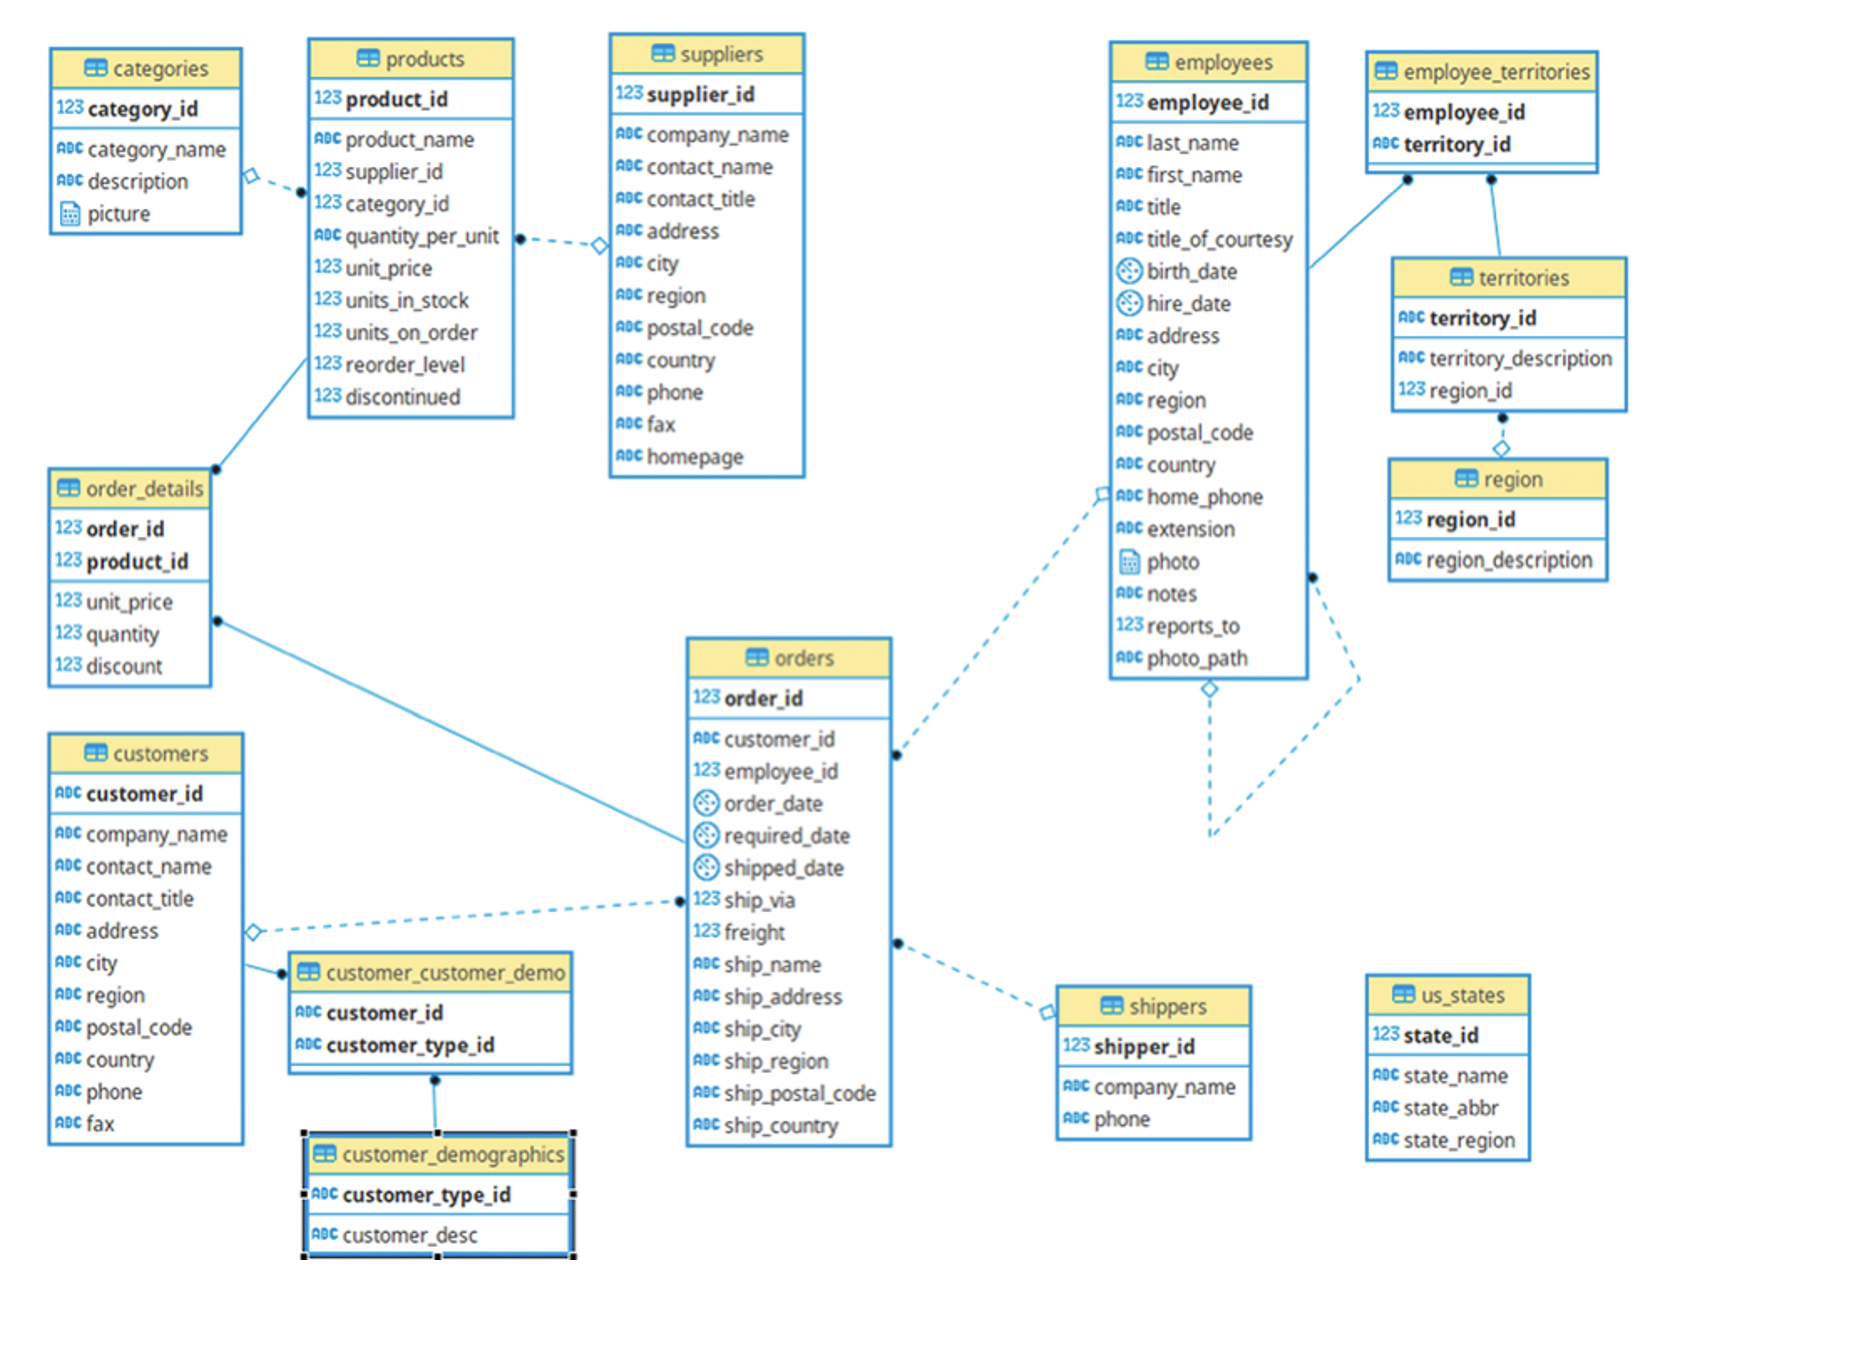 categories
123 category_id
ABC category_name
ABC description
picture
products
123 product_id
ABC product_name
123 supplier_id
123 category_id
ABC quantity_per_unit
123 unit_price
123 units_in_stock
123 units_on_order
123 reorder_level
123 discontinued
suppliers
123 supplier_id
ABC company_name
ABC contact_name
ABC contact_title
ABC address
ABC city
ABC region
ABC postal_code
ABC country
ABC phone
ABC fax
ABC homepage
employees
123 employee_id
ABC last_name
ABC first_name
ABC title
ABC title_of_courtesy
birth_date
hire_date
ABC address
ABC city
ABC region
ABC postal_code
ABC country
ABC home_phone
ABC extension
photo
ABC notes
123 reports_to
ABC photo_path
employee_territories
123 employee_id
ABC territory_id
territories
ABC territory_id
ABC territory_description
123 region_id
region
123 region_id
ABC region_description
order_details
123 order_id
123 product_id
123 unit_price
123 quantity
123 discount
orders
123 order_id
ABC customer_id
123 employee_id
order_date
required_date
shipped_date
123 ship_via
123 freight
ABC ship_name
ABC ship_address
ABC ship_city
ABC ship_region
ABC ship_postal_code
ABC ship_country
customers
ABC customer_id
ABC company_name
ABC contact_name
ABC contact_title
ABC address
ABC city
ABC region
ABC postal_code
ABC country
ABC phone
ABC fax
customer_customer_demo
ABC customer_id
ABC customer_type_id
customer_demographics
ABC customer_type_id
ABC customer_desc
shippers
123 shipper_id
ABC company_name
ABC phone
us_states
123 state_id
ABC state_name
ABC state_abbr
ABC state_region